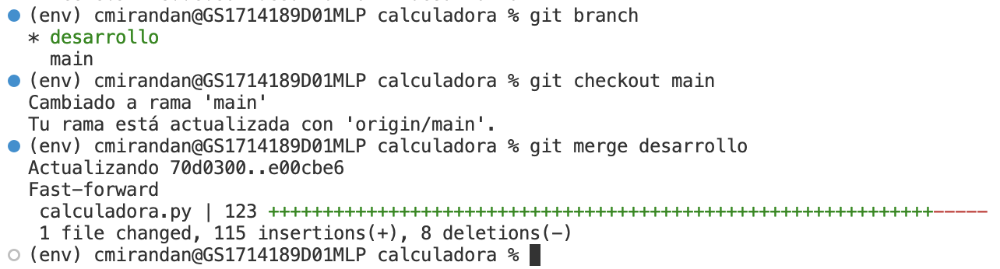 (env) cmirandan@GS1714189D01MLP calculadora % git branch
* desarrollo
  main
(env) cmirandan@GS1714189D01MLP calculadora % git checkout main
Cambiado a rama 'main'
Tu rama está actualizada con 'origin/main'.
(env) cmirandan@GS1714189D01MLP calculadora % git merge desarrollo
Actualizando 70d0300..e00cbe6
Fast-forward
 calculadora.py | 123 +++++++++++++++++++++++++++++++++++++++++++++++++++++++++++++-----
 1 file changed, 115 insertions(+), 8 deletions(-)
(env) cmirandan@GS1714189D01MLP calculadora %